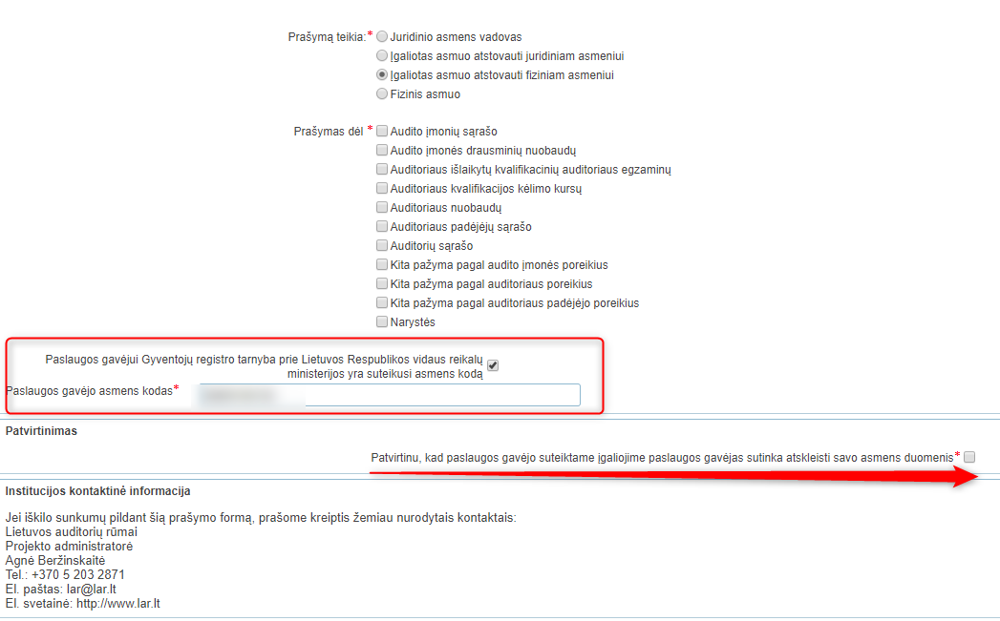 Prašymą teikia:* Juridinio asmens vadovas
Įgaliotas asmuo atstovauti juridiniam asmeniui
Įgaliotas asmuo atstovauti fiziniam asmeniui
Fizinis asmuo
Prašymas dėl * Audito įmonių sąrašo
Audito įmonės drausminių nuobaudų
Auditoriaus išlaikytų kvalifikacinių auditoriaus egzaminų
Auditoriaus kvalifikacijos kėlimo kursų
Auditoriaus nuobaudų
Auditoriaus padėjėjų sąrašo
Auditorių sąrašo
Kita pažyma pagal audito įmonės poreikius
Kita pažyma pagal auditoriaus poreikius
Kita pažyma pagal auditoriaus padėjėjo poreikius
Narystės
Paslaugos gavėjui Gyventojų registro tarnyba prie Lietuvos Respublikos vidaus reikalų
ministerijos yra suteikusi asmens kodą
Paslaugos gavėjo asmens kodas*
Patvirtinimas
Patvirtinu, kad paslaugos gavėjo suteiktame įgaliojime paslaugos gavėjas sutinka atskleisti savo asmens duomenis*
Institucijos kontaktinė informacija
Jei iškilo sunkumų pildant šią prašymo formą, prašome kreiptis žemiau nurodytais kontaktais:
Lietuvos auditorių rūmai
Projekto administratorė
Agnė Beržinskaitė
Tel.: +370 5 203 2871
El. paštas: lar@lar.lt
El. svetainė: http://www.lar.lt